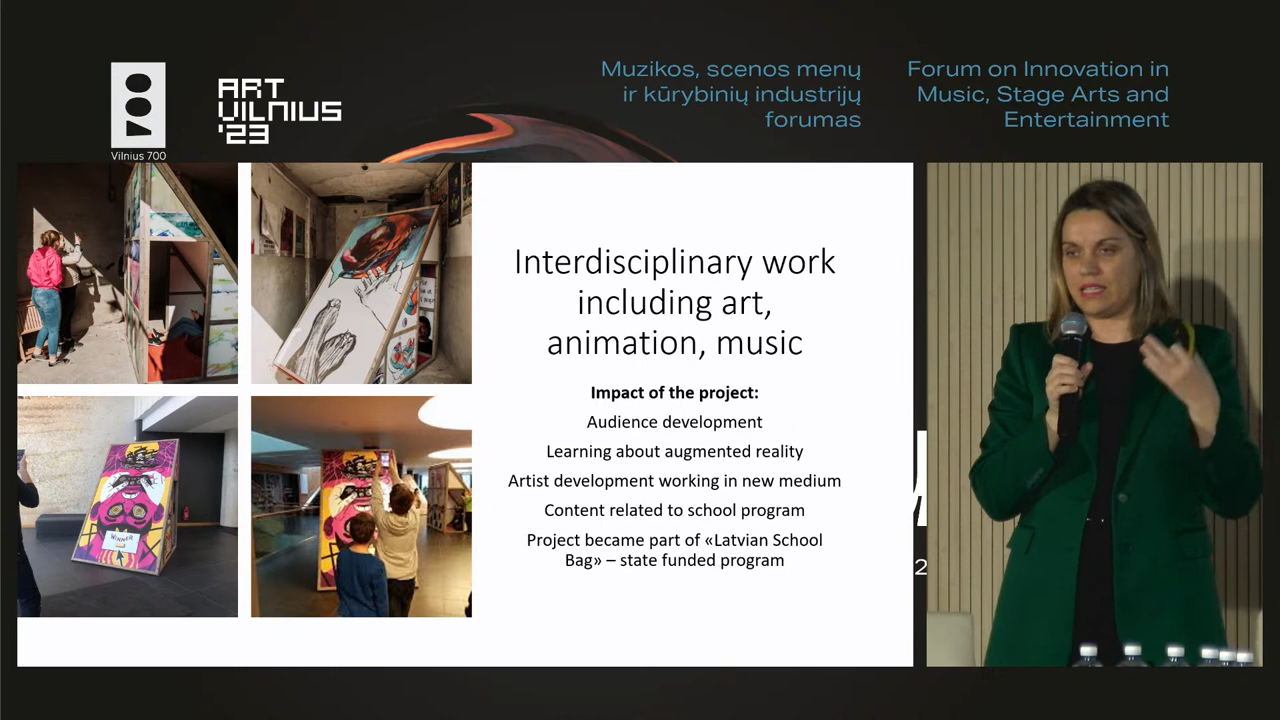 ART
VILNIUS
'23
Vilnius 700
Muzikos, scenos menų
ir kūrybinių industrijų
forumas
Forum on Innovation in
Music, Stage Arts and
Entertainment
Interdisciplinary work
including art,
animation, music
Impact of the project:
Audience development
Learning about augmented reality
Artist development working in new medium
Content related to school program
Project became part of «Latvian School
Bag» – state funded program
WINNER